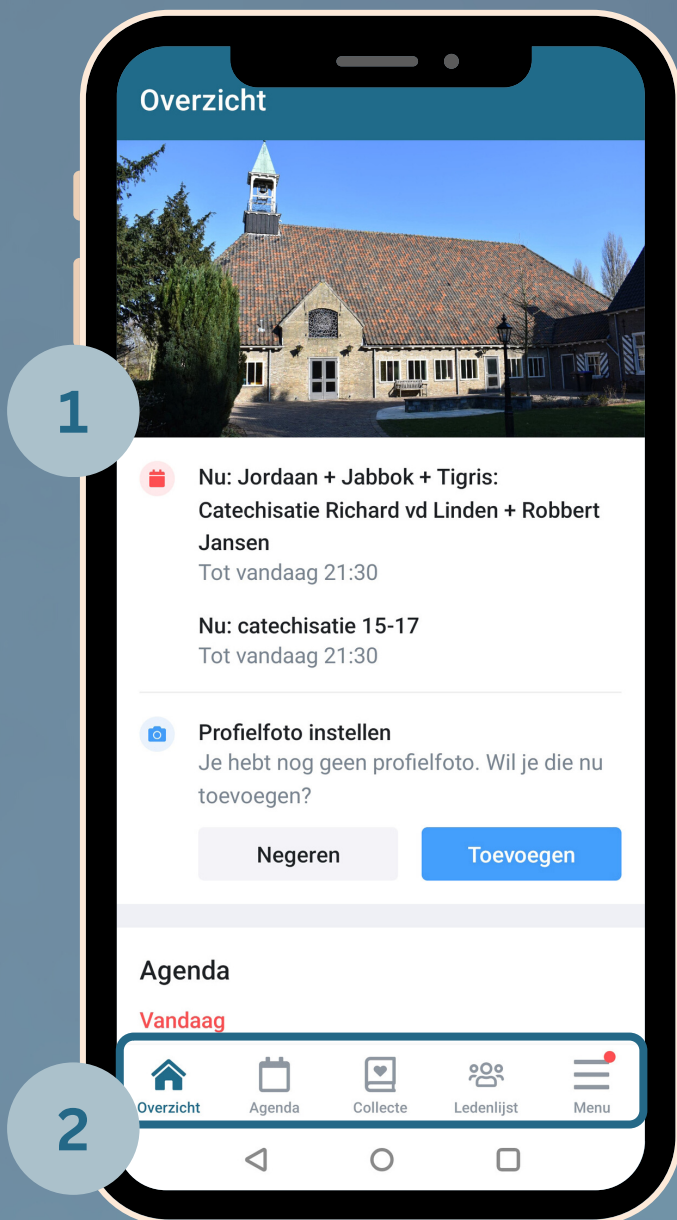 Overzicht
1
Nu: Jordaan + Jabbok + Tigris:
Catechisatie Richard vd Linden + Robbert
Jansen
Tot vandaag 21:30
Nu: catechisatie 15-17
Tot vandaag 21:30
Profielfoto instellen
Je hebt nog geen profielfoto. Wil je die nu
toevoegen?
Negeren Toevoegen
Agenda
Vandaag
Overzicht Agenda Collecte Ledenlijst Menu
2